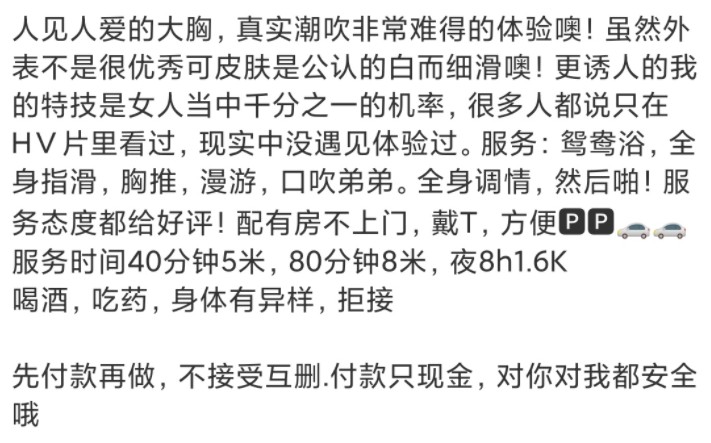 人见人爱的大胸，真实潮吹非常难得的体验噢！虽然外
表不是很优秀可皮肤是公认的白而细滑噢！更诱人的我
的特技是女人当中千分之一的机率，很多人都说只在
HV片里看过，现实中没遇见体验过。服务：鸳鸯浴，全
身指滑，胸推，漫游，口吹弟弟。全身调情，然后啪！服
务态度都给好评！配有房不上门，戴T，方便🅿🅿🚗🚗
服务时间40分钟5米，80分钟8米，夜8h1.6K
喝酒，吃药，身体有异样，拒接
先付款再做，不接受互删.付款只现金，对你对我都安全
哦